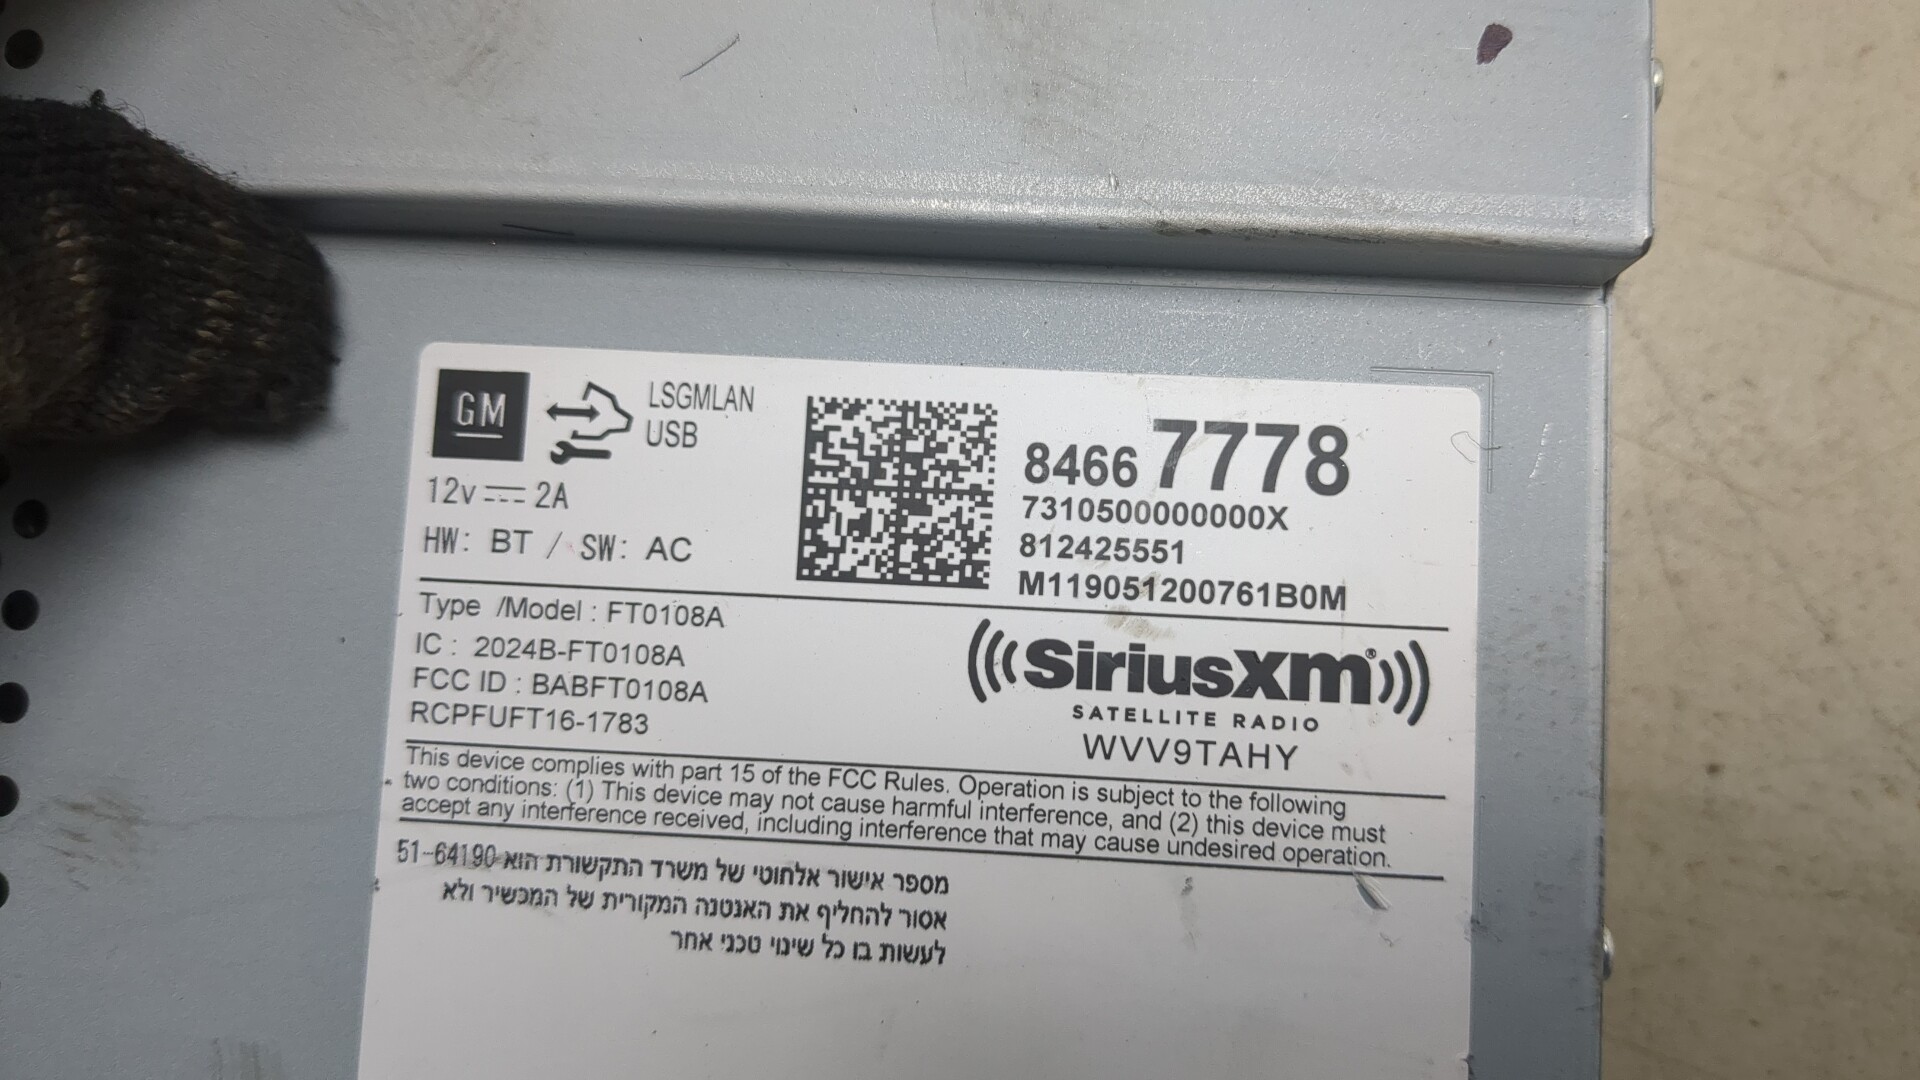 GM
LSGMLAN
USB
12v 2A
HW: BT / SW: AC
84667778
7310500000000X
812425551
M119051200761B0M
Type /Model : FT0108A
IC : 2024B-FT0108A
FCC ID : BABFT0108A
RCPFUFT16-1783
SiriusXm®
SATELLITE RADIO
WVV9TAHY
This device complies with part 15 of the FCC Rules. Operation is subject to the following
two conditions: (1) This device may not cause harmful interference, and (2) this device must
accept any interference received, including interference that may cause undesired operation.
מספר אישור אלחוטי של משרד התקשורת הוא 51-64190
אסור להחליף את האנטנה המקורית של המכשיר ולא
לעשות בו כל שינוי טכני אחר